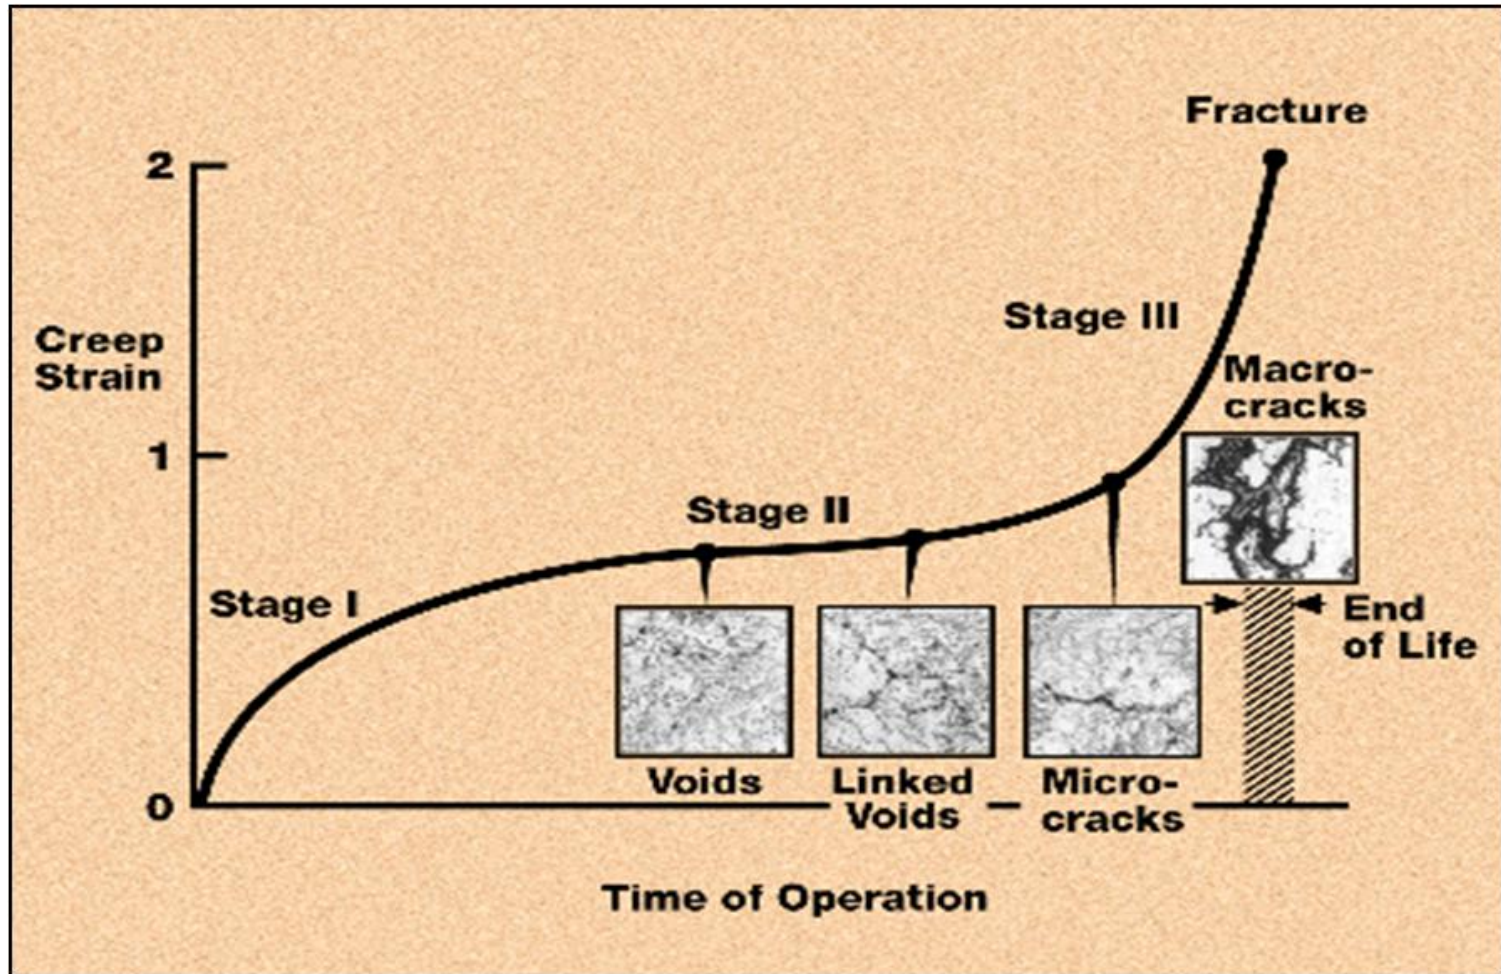 Fracture
2
Stage III
Creep
Strain
Macro-
cracks
1
Stage II
Stage I
End
of Life
Voids
Linked
Voids
Micro-
cracks
0
Time of Operation